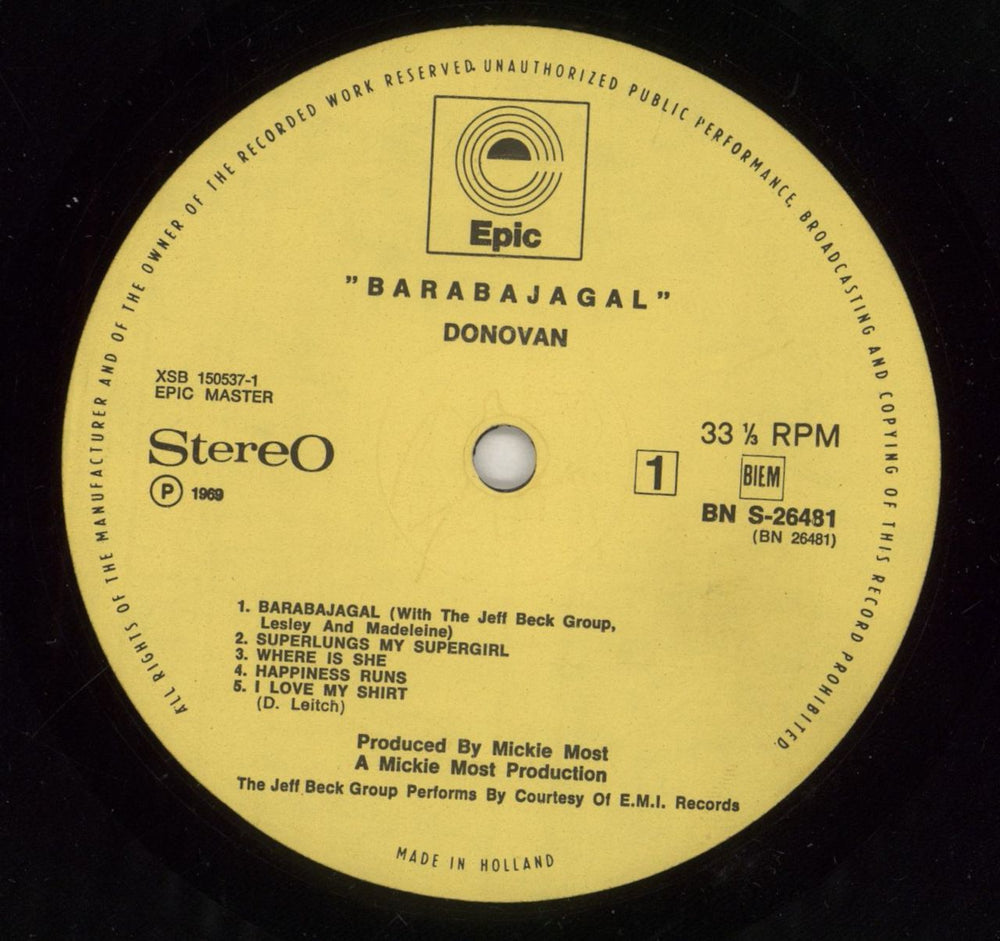 ALL RIGHTS OF THE MANUFACTURER AND OF THE OWNER OF THE RECORDED WORK RESERVED. UNAUTHORIZED PUBLIC PERFORMANCE, BROADCASTING AND COPYING OF THIS RECORD PROHIBITED.
e
Epic
"BARABAJAGAL"
DONOVAN
XSB 150537-1
EPIC MASTER
Stereo
Ⓟ 1969
33 ⅓ RPM
1
BIEM
BN S-26481
(BN 26481)
1. BARABAJAGAL (With The Jeff Beck Group,
Lesley And Madeleine)
2. SUPERLUNGS MY SUPERGIRL
3. WHERE IS SHE
4. HAPPINESS RUNS
5. I LOVE MY SHIRT
(D. Leitch)
Produced By Mickie Most
A Mickie Most Production
The Jeff Beck Group Performs By Courtesy Of E.M.I. Records
MADE IN HOLLAND